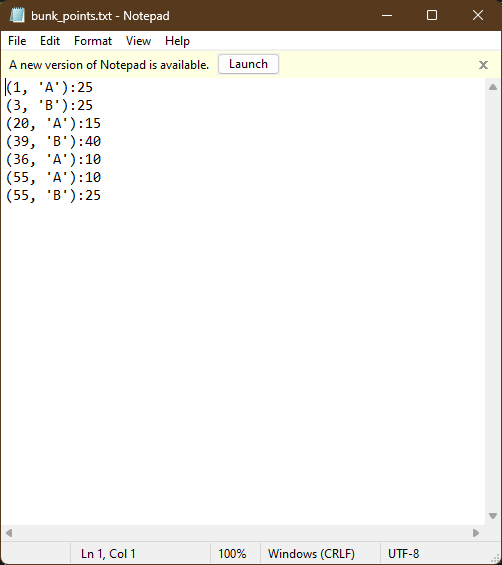 bunk_points.txt - Notepad
File Edit Format View Help
A new version of Notepad is available. Launch
(1, 'A'):25
(3, 'B'):25
(20, 'A'):15
(39, 'B'):40
(36, 'A'):10
(55, 'A'):10
(55, 'B'):25
Ln 1, Col 1 100% Windows (CRLF) UTF-8